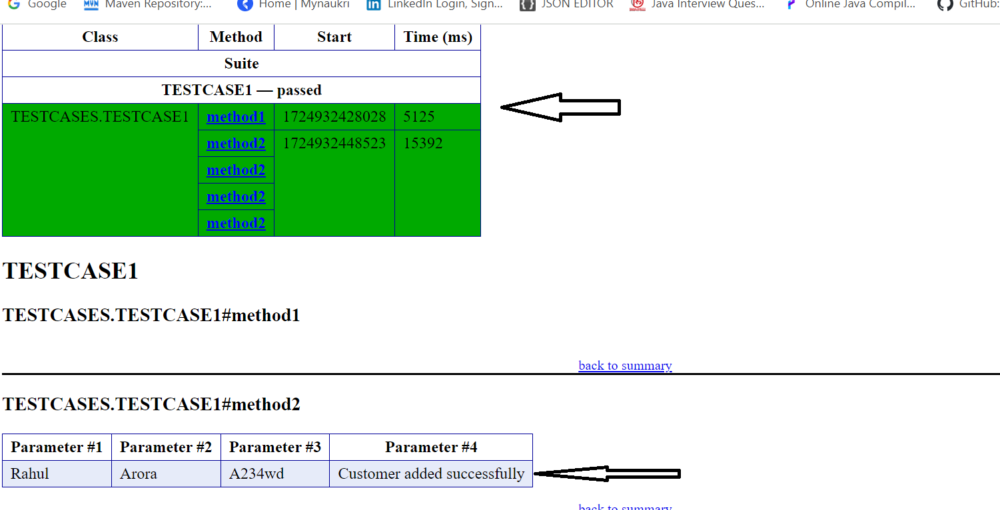 Google Maven Repository:... Home | Mynaukri LinkedIn Login, Sign... JSON EDITOR Java Interview Ques... Online Java Compil... GitHub:
Class Method Start Time (ms)
Suite
TESTCASE1 — passed
TESTCASES.TESTCASE1 method1 1724932428028 5125
method2 1724932448523 15392
method2
method2
method2
TESTCASE1
TESTCASES.TESTCASE1#method1
back to summary
TESTCASES.TESTCASE1#method2
Parameter #1 Parameter #2 Parameter #3 Parameter #4
Rahul Arora A234wd Customer added successfully
back to summary